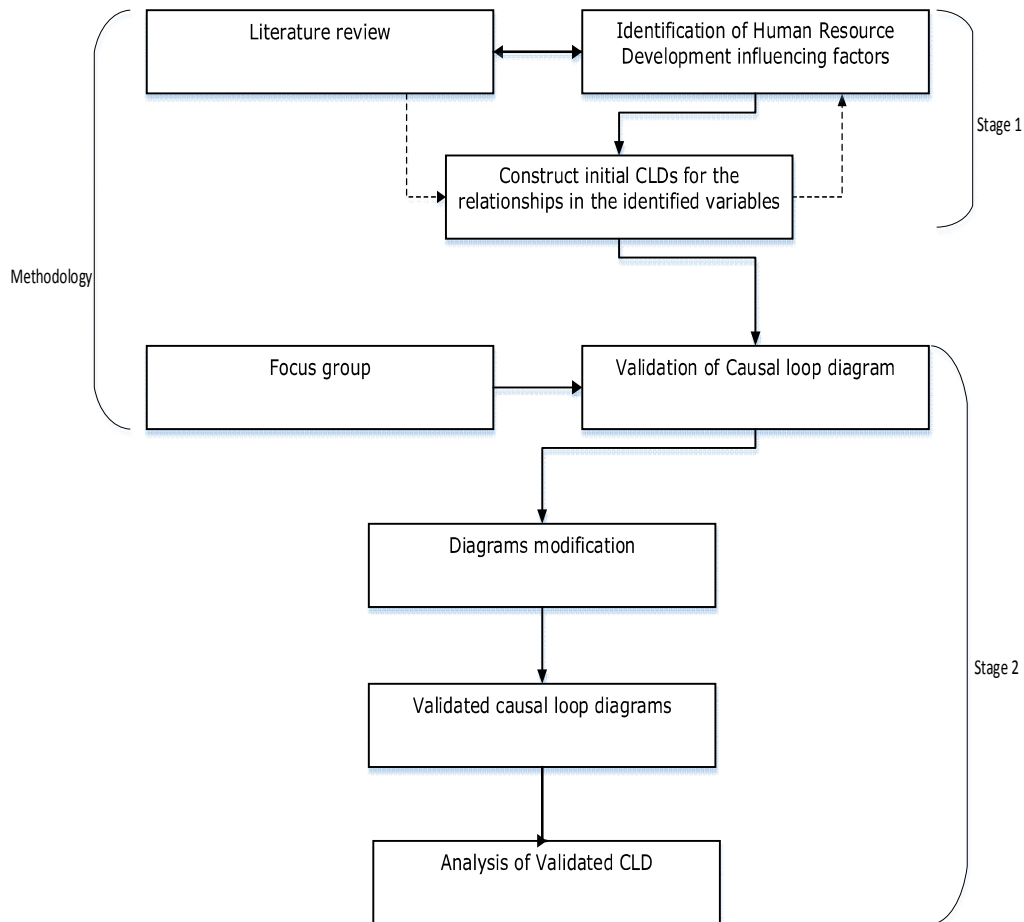 Literature review
Identification of Human Resource
Development influencing factors
Stage 1
Construct initial CLDs for the
relationships in the identified variables
Methodology
Focus group
Validation of Causal loop diagram
Diagrams modification
Stage 2
Validated causal loop diagrams
Analysis of Validated CLD